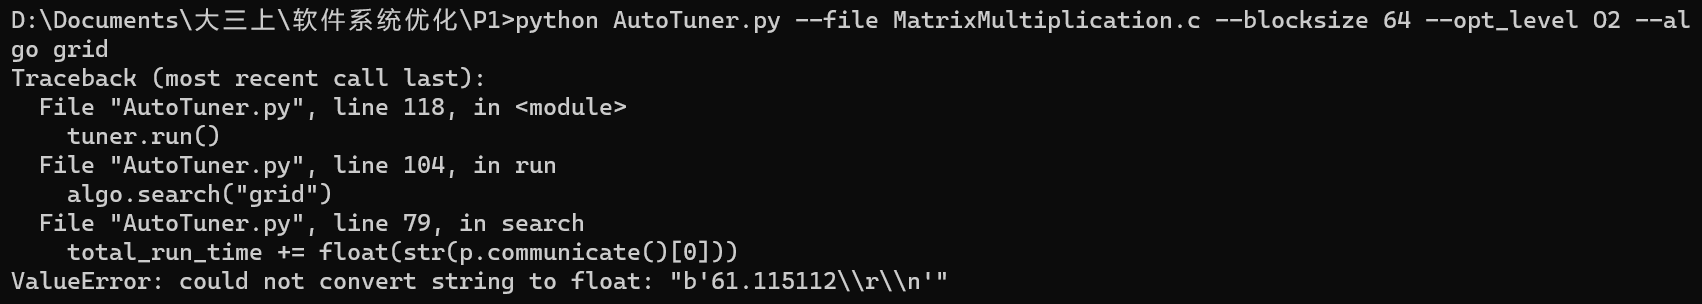 D:\Documents\大三上\软件系统优化\P1>python AutoTuner.py --file MatrixMultiplication.c --blocksize 64 --opt_level O2 --al
go grid
Traceback (most recent call last):
  File "AutoTuner.py", line 118, in <module>
    tuner.run()
  File "AutoTuner.py", line 104, in run
    algo.search("grid")
  File "AutoTuner.py", line 79, in search
    total_run_time += float(str(p.communicate()[0]))
ValueError: could not convert string to float: "b'61.115112\\r\\n'"